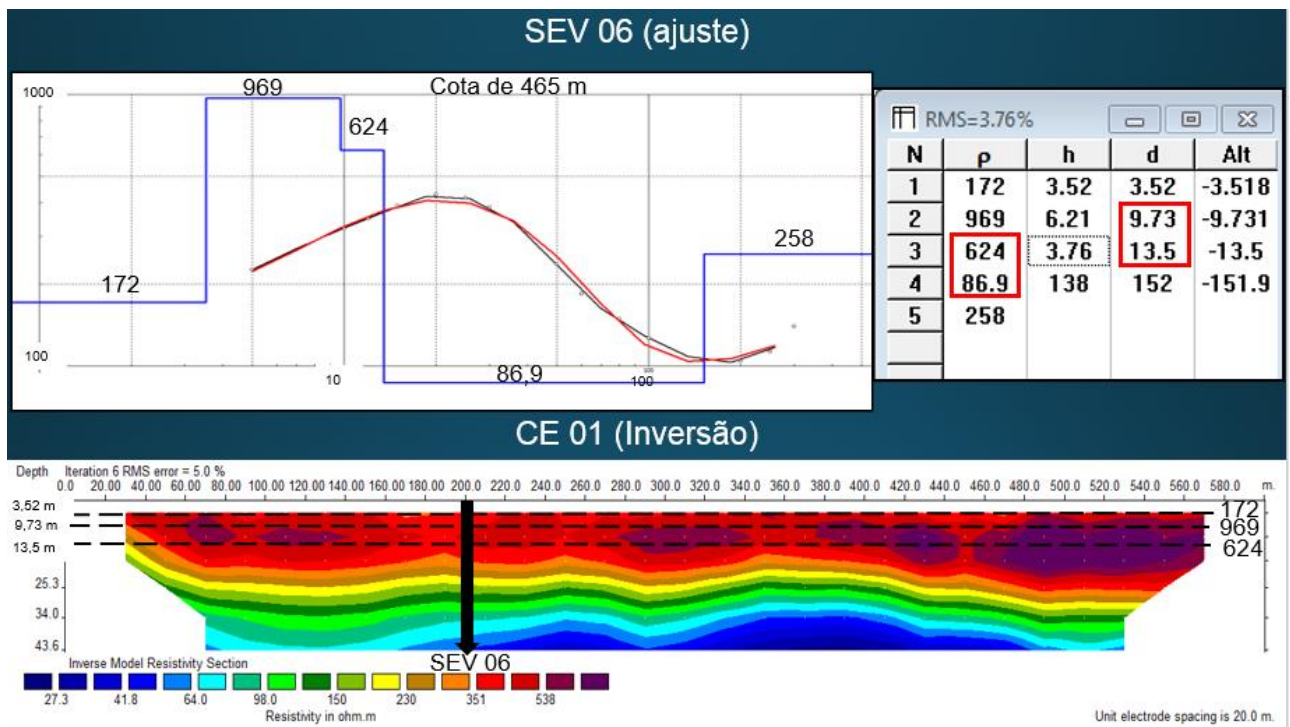 SEV 06 (ajuste)
1000
969
Cota de 465 m
624
258
172
100
10
86,9
100
RMS=3.76%
N ρ h d Alt
1 172 3.52 3.52 -3.518
2 969 6.21 9.73 -9.731
3 624 3.76 13.5 -13.5
4 86.9 138 152 -151.9
5 258
CE 01 (Inversão)
Depth Iteration 6 RMS error = 5.0 %
0.0 20.00 40.00 60.00 80.00 100.00 120.00 140.00 160.00 180.00 200.0 220.0 240.0 260.0 280.0 300.0 320.0 340.0 360.0 380.0 400.0 420.0 440.0 460.0 480.0 500.0 520.0 540.0 560.0 580.0 m.
3,52 m
172
9,73 m
969
13,5 m
624
25.3
34.0
43.6
Inverse Model Resistivity Section
SEV 06
27.3 41.8 64.0 98.0 150 230 351 538
Resistivity in ohm.m
Unit electrode spacing is 20.0 m.